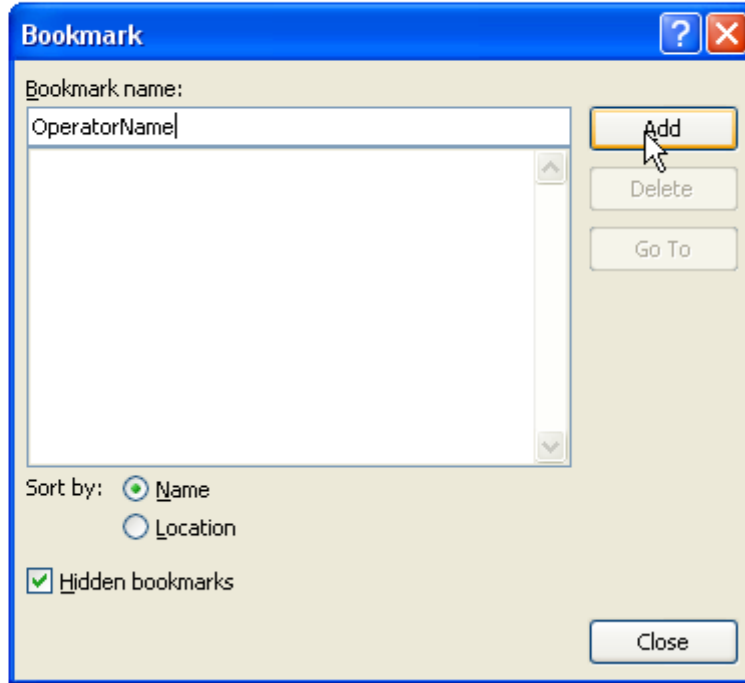 Bookmark
Bookmark name:
OperatorName
Add
Delete
Go To
Sort by:
Name
Location
Hidden bookmarks
Close